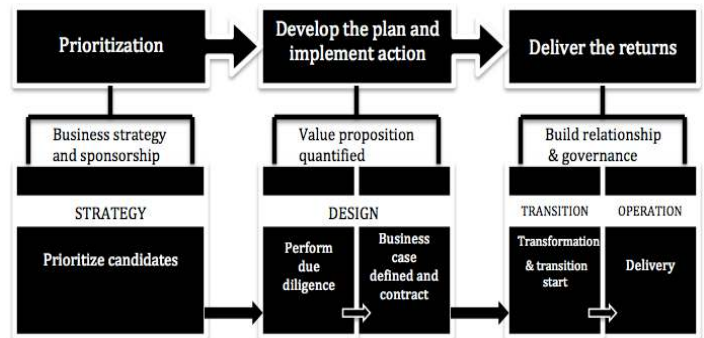 Prioritization
Develop the plan and
implement action
Deliver the returns
Business strategy
and sponsorship
Value proposition
quantified
Build relationship
& governance
STRATEGY
DESIGN
TRANSITION
OPERATION
Prioritize candidates
Perform
due
diligence
Business
case
defined and
contract
Transformation
& transition
start
Delivery